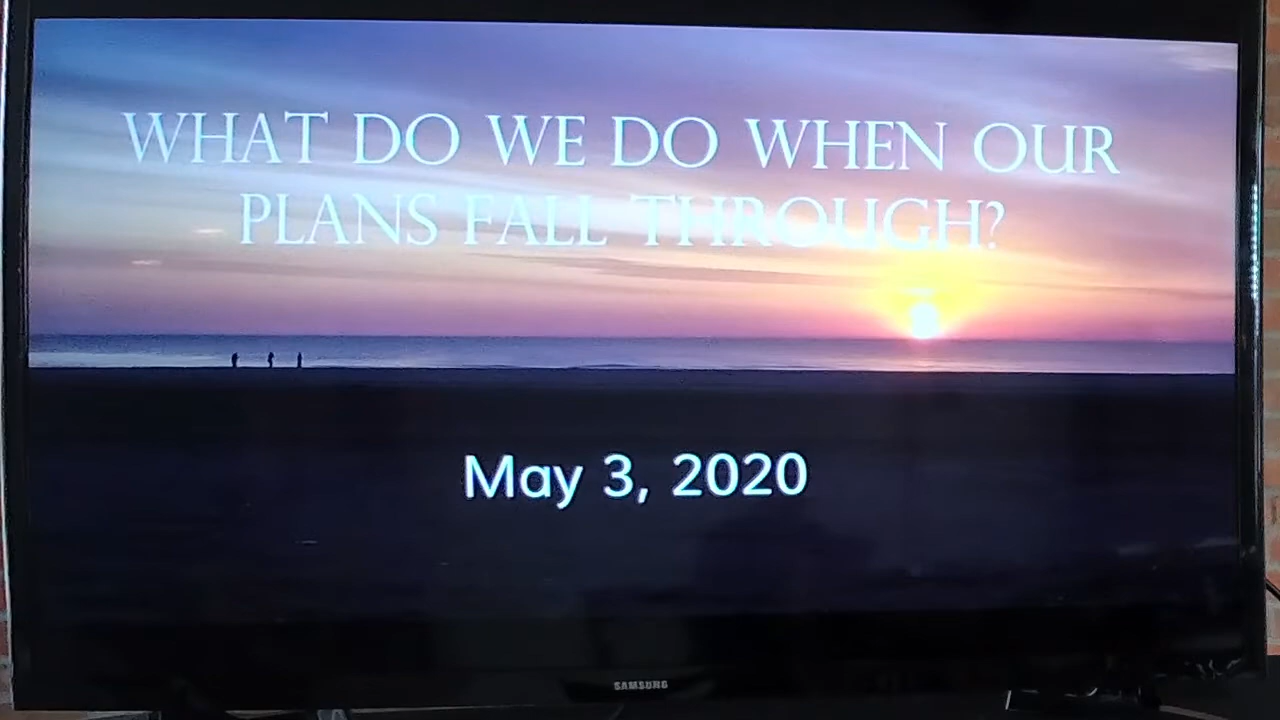 WHAT DO WE DO WHEN OUR
PLANS FALL THROUGH?
May 3, 2020
SAMSUNG